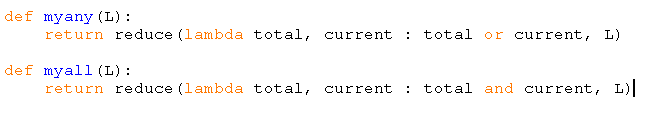 def myany(L):
    return reduce(lambda total, current : total or current, L)
def myall(L):
    return reduce(lambda total, current : total and current, L)